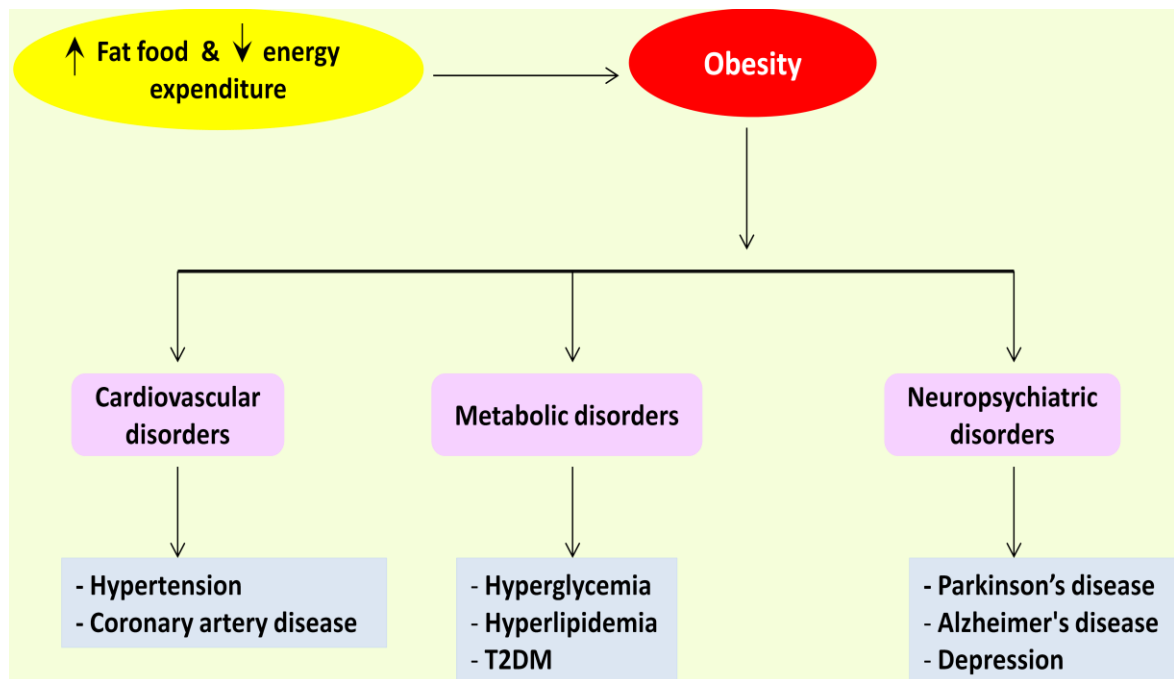 ↑ Fat food & ↓ energy
expenditure
Obesity
Cardiovascular
disorders
Metabolic disorders
Neuropsychiatric
disorders
- Hypertension
- Coronary artery disease
- Hyperglycemia
- Hyperlipidemia
- T2DM
- Parkinson’s disease
- Alzheimer's disease
- Depression